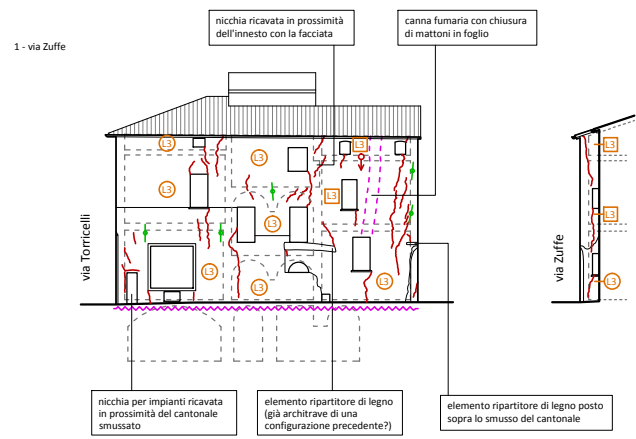 nicchia ricavata in prossimità
dell'innesto con la facciata
canna fumaria con chiusura
di mattoni in foglio
1 - via Zuffe
L3
L3
L3
L3
L3
L3
L3
L3
L3
L3
L3
L3
L3
via Torricelli
via Zuffe
nicchia per impianti ricavata
in prossimità del cantonale
smussato
elemento ripartitore di legno
(già architrave di una
configurazione precedente?)
elemento ripartitore di legno posto
sopra lo smusso del cantonale